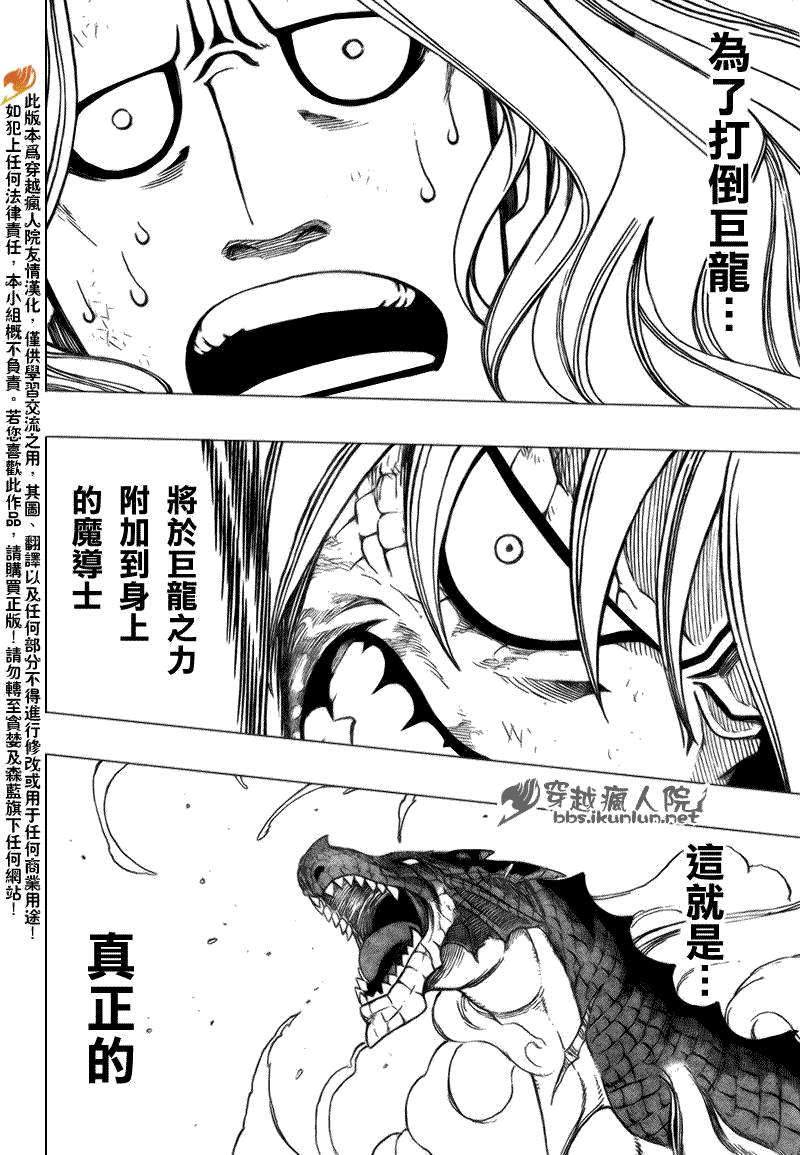 為了打倒巨龍…
將於巨龍之力
附加到身上
的魔導士
穿越瘋人院
bbs.ikunlun.net
這就是…
真正的
此版本爲穿越瘋人院友情漢化，僅供學習交流之用，其圖、翻譯以及任何部分不得進行修改或用于任何商業用途！
如犯上任何法律責任，本小組概不負責。若您喜歡此作品，請購買正版！請勿轉至貪婪及森藍旗下任何網站！